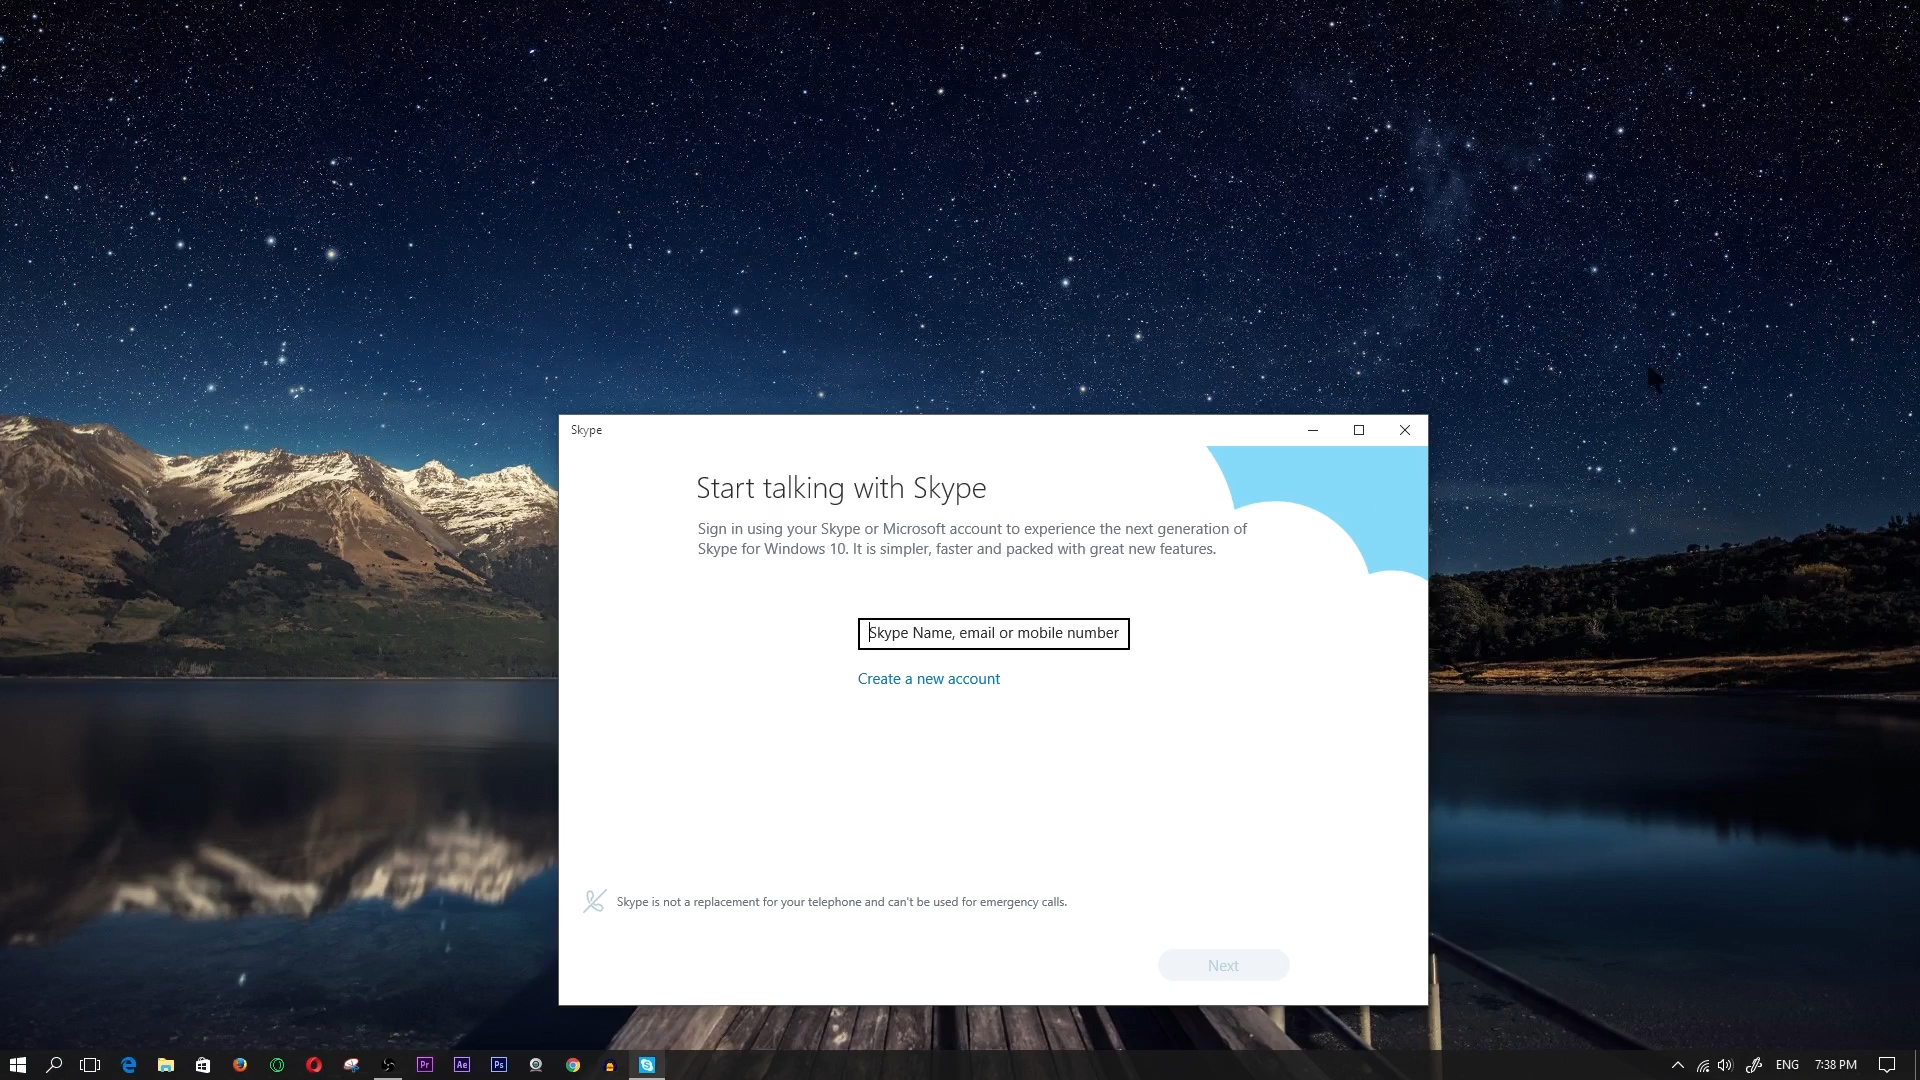 Skype
Start talking with Skype
Sign in using your Skype or Microsoft account to experience the next generation of
Skype for Windows 10. It is simpler, faster and packed with great new features.
Skype Name, email or mobile number
Create a new account
Skype is not a replacement for your telephone and can't be used for emergency calls.
Next
Pr
Ae
Ps
ENG
7:38 PM